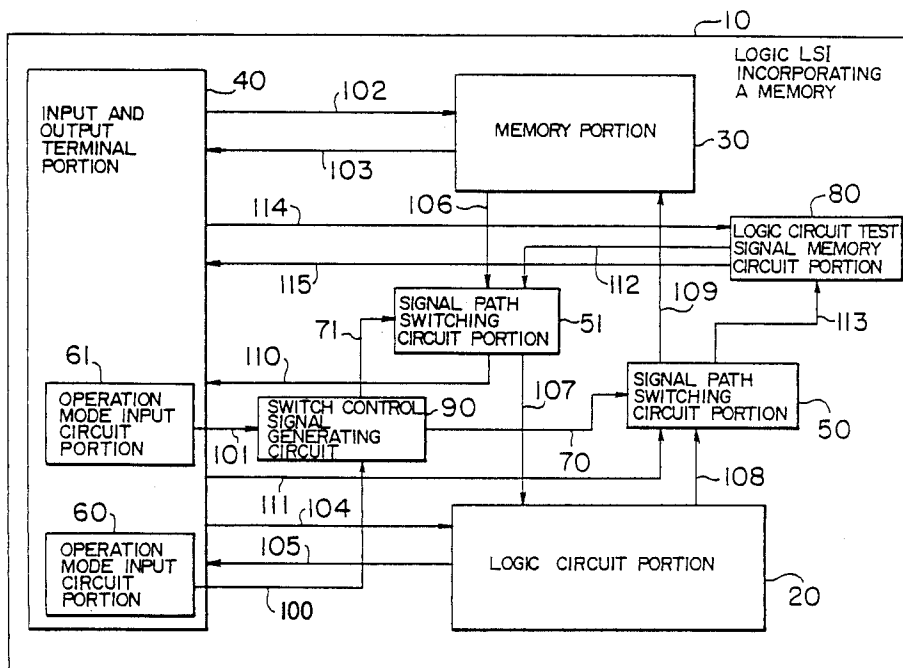 10
LOGIC LSI
INCORPORATING
A MEMORY
40
INPUT AND
OUTPUT
TERMINAL
PORTION
102
103
MEMORY PORTION
30
106
114
115
112
80
LOGIC CIRCUIT TEST
SIGNAL MEMORY
CIRCUIT PORTION
109
113
71
SIGNAL PATH
SWITCHING
CIRCUIT PORTION
51
110
107
61
OPERATION
MODE INPUT
CIRCUIT
PORTION
101
SWITCH CONTROL
SIGNAL
GENERATING
CIRCUIT
90
70
SIGNAL PATH
SWITCHING
CIRCUIT PORTION
50
111
108
60
OPERATION
MODE INPUT
CIRCUIT
PORTION
104
105
100
LOGIC CIRCUIT PORTION
20